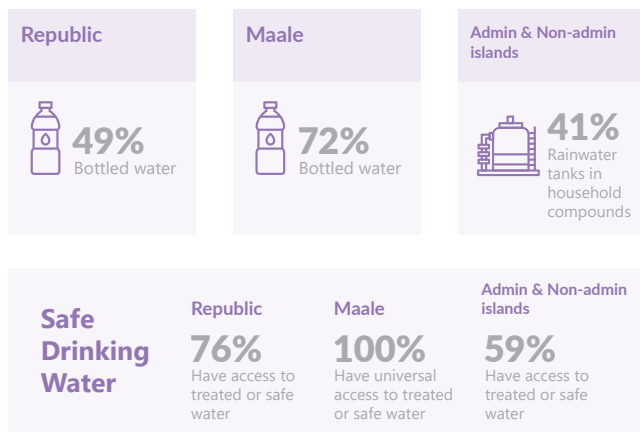 Republic
49%
Bottled water
Maale
72%
Bottled water
Admin & Non-admin
islands
41%
Rainwater
tanks in
household
compounds
Safe
Drinking
Water
Republic
76%
Have access to
treated or safe
water
Maale
100%
Have universal
access to treated
or safe water
Admin & Non-admin
islands
59%
Have access to
treated or safe
water